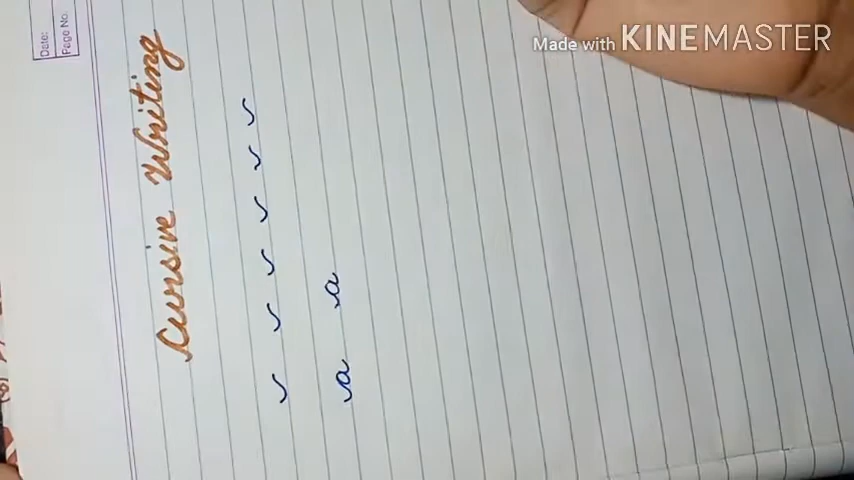 Date:
Page No.
Cursive Writing
a a
Made with KINEMASTER